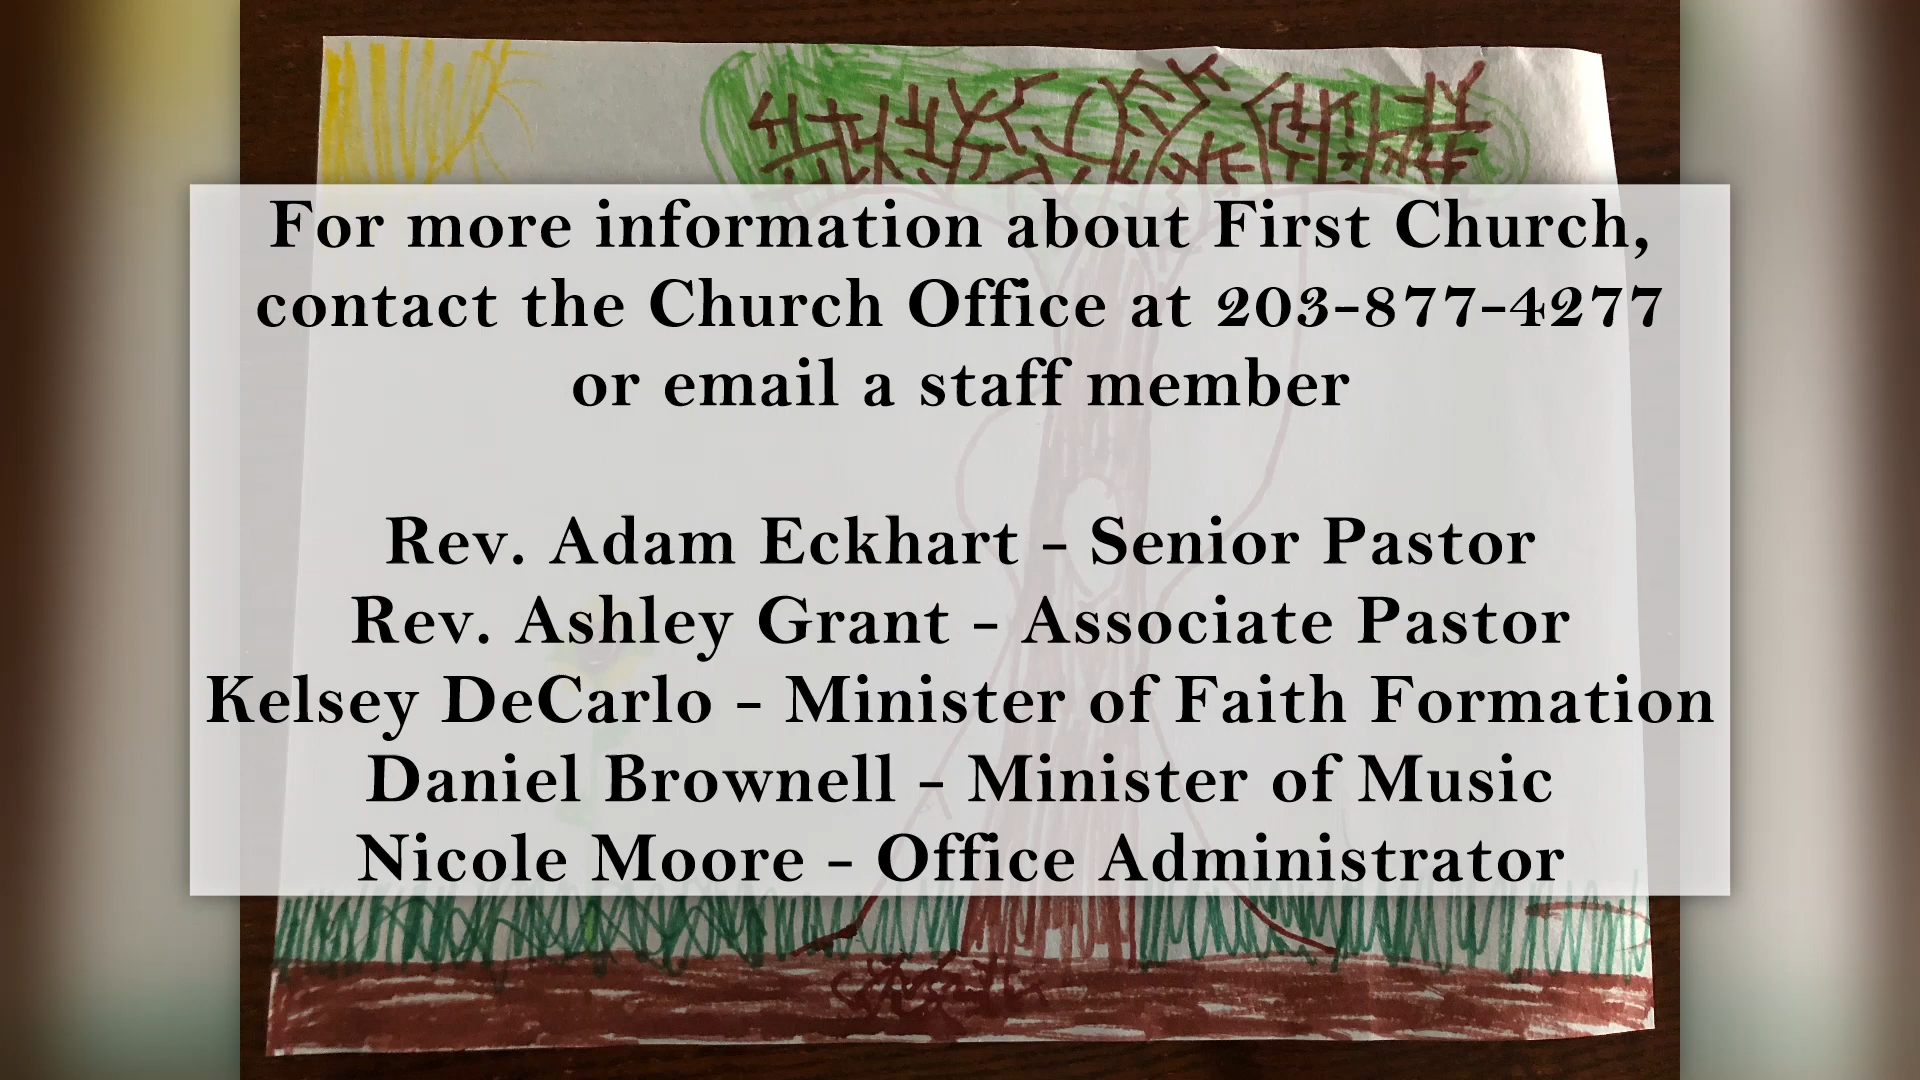 For more information about First Church,
contact the Church Office at 203-877-4277
or email a staff member
Rev. Adam Eckhart - Senior Pastor
Rev. Ashley Grant - Associate Pastor
Kelsey DeCarlo - Minister of Faith Formation
Daniel Brownell - Minister of Music
Nicole Moore - Office Administrator